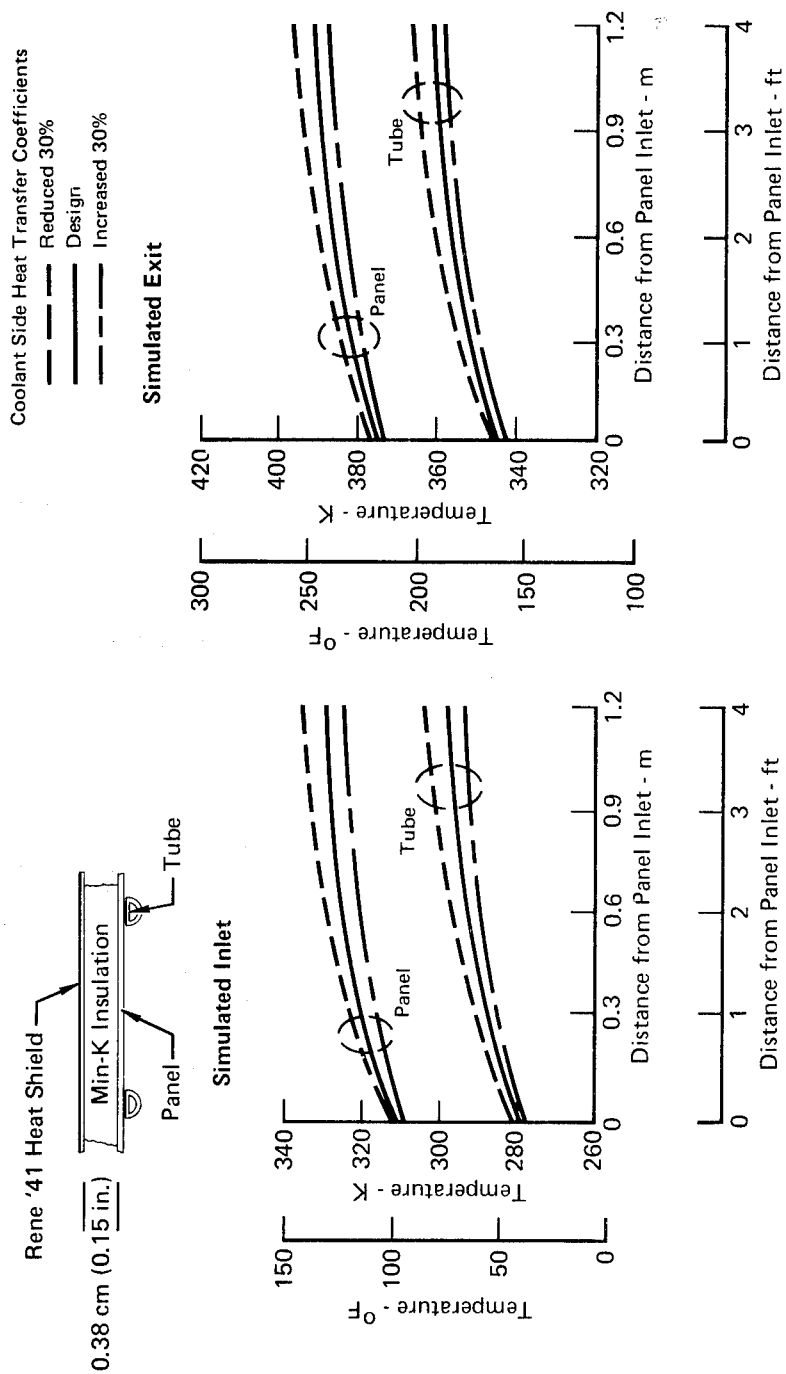 Rene '41 Heat Shield
0.38 cm (0.15 in.)
Min-K Insulation
Panel
Tube
Coolant Side Heat Transfer Coefficients
Reduced 30%
Design
Increased 30%
Simulated Inlet
150
100
50
0
Temperature - °F
340
320
300
280
260
Temperature - K
Panel
Tube
0
0.3
0.6
0.9
1.2
Distance from Panel Inlet - m
0
1
2
3
4
Distance from Panel Inlet - ft
Simulated Exit
300
250
200
150
100
Temperature - °F
420
400
380
360
340
320
Temperature - K
Panel
Tube
0
0.3
0.6
0.9
1.2
Distance from Panel Inlet - m
0
1
2
3
4
Distance from Panel Inlet - ft